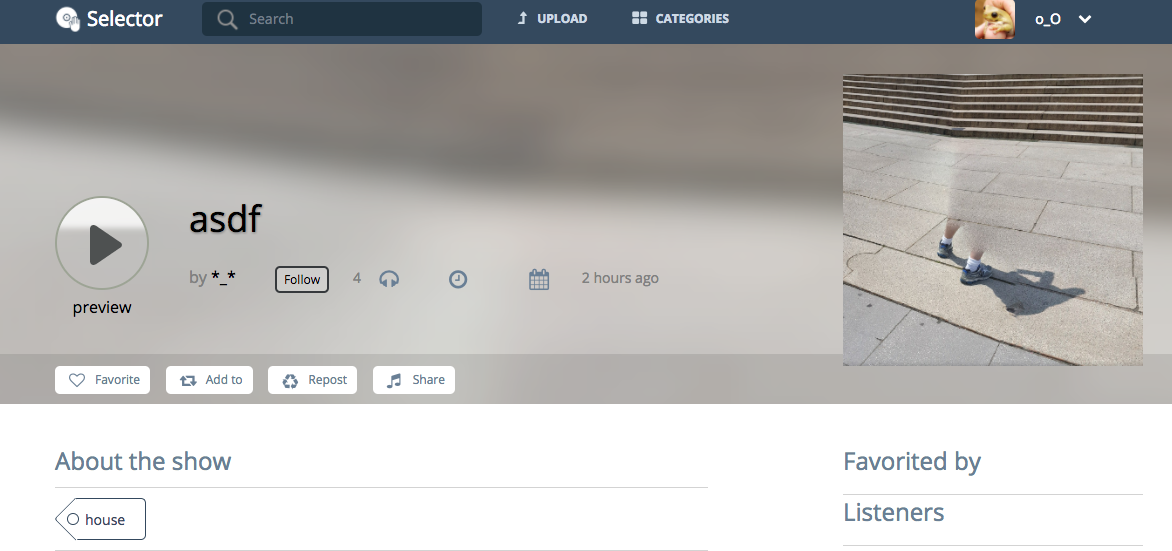 Selector
Search
UPLOAD
CATEGORIES
o_O
asdf
by *_*
Follow
4
2 hours ago
preview
Favorite
Add to
Repost
Share
About the show
Favorited by
house
Listeners